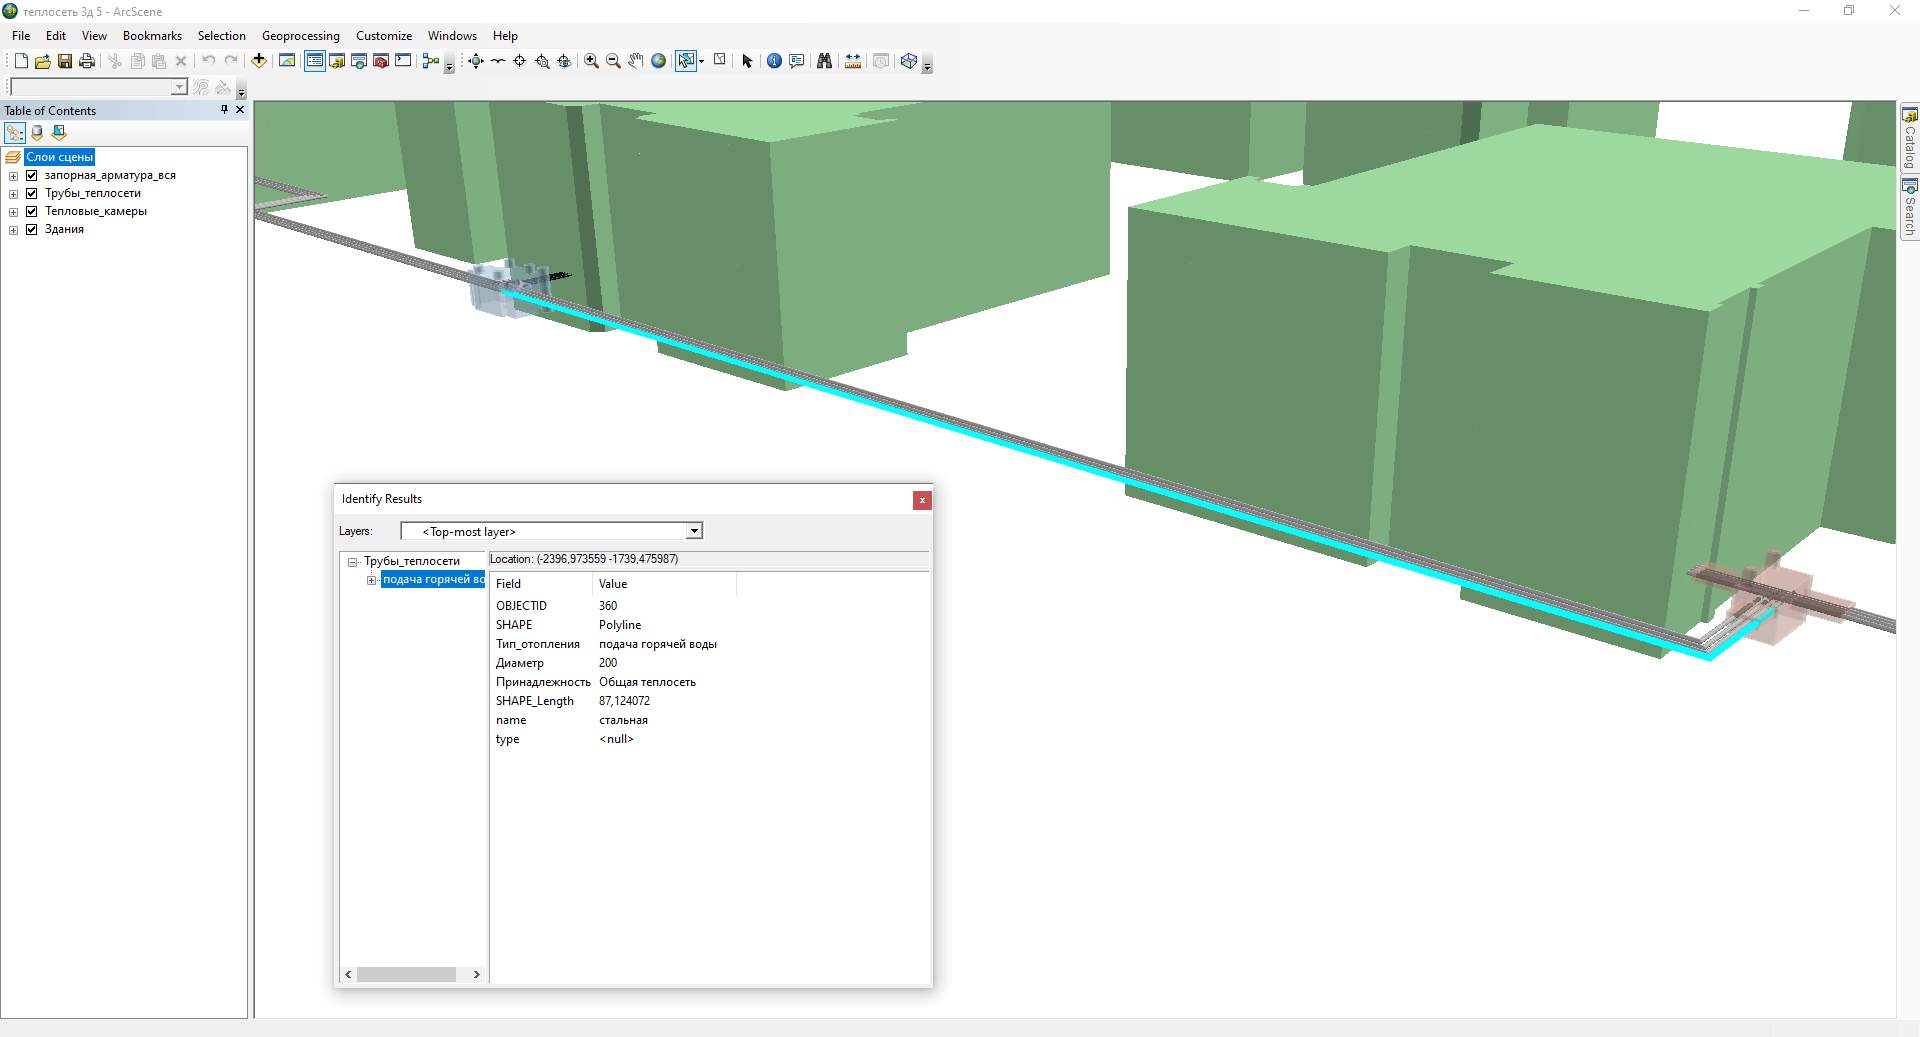 теплосеть 3д 5 - ArcScene
File Edit View Bookmarks Selection Geoprocessing Customize Windows Help
Table of Contents
Слои сцены
запорная_арматура_вся
Трубы_теплосети
Тепловые_камеры
Здания
Catalog
Search
Identify Results
x
Layers: <Top-most layer>
Трубы_теплосети
подача горячей во
Location: (-2396,973559 -1739,475987)
Field Value
OBJECTID 360
SHAPE Polyline
Тип_отопления подача горячей воды
Диаметр 200
Принадлежность Общая теплосеть
SHAPE_Length 87,124072
name стальная
type <null>